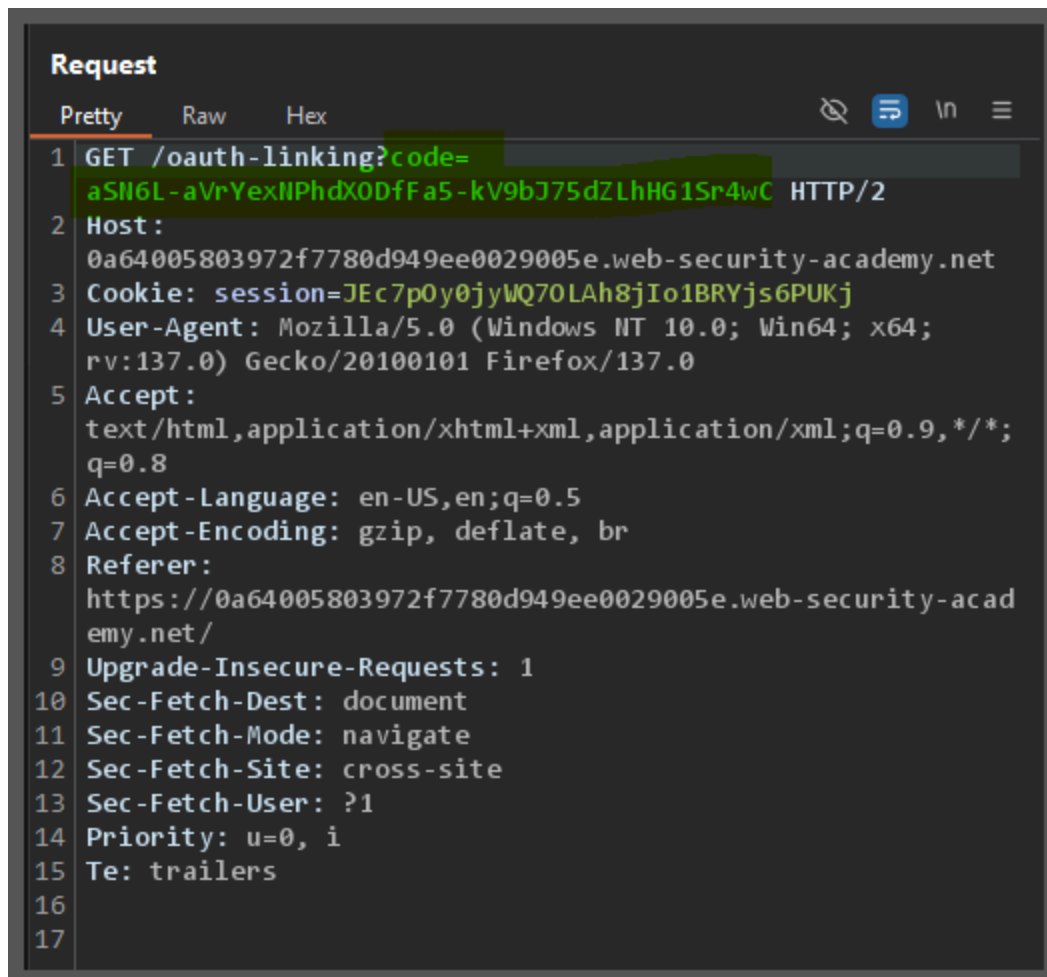 Request
Pretty Raw Hex \n
1 GET /oauth-linking?code=
aSN6L-aVrYexNPhdXODfFa5-kV9bJ75dZLhHG1Sr4wC HTTP/2
2 Host:
0a64005803972f7780d949ee0029005e.web-security-academy.net
3 Cookie: session=JEc7pOy0jyWQ7OLAh8jIo1BRYjs6PUKj
4 User-Agent: Mozilla/5.0 (Windows NT 10.0; Win64; x64;
rv:137.0) Gecko/20100101 Firefox/137.0
5 Accept:
text/html,application/xhtml+xml,application/xml;q=0.9,*/*;
q=0.8
6 Accept-Language: en-US,en;q=0.5
7 Accept-Encoding: gzip, deflate, br
8 Referer:
https://0a64005803972f7780d949ee0029005e.web-security-acad
emy.net/
9 Upgrade-Insecure-Requests: 1
10 Sec-Fetch-Dest: document
11 Sec-Fetch-Mode: navigate
12 Sec-Fetch-Site: cross-site
13 Sec-Fetch-User: ?1
14 Priority: u=0, i
15 Te: trailers
16
17